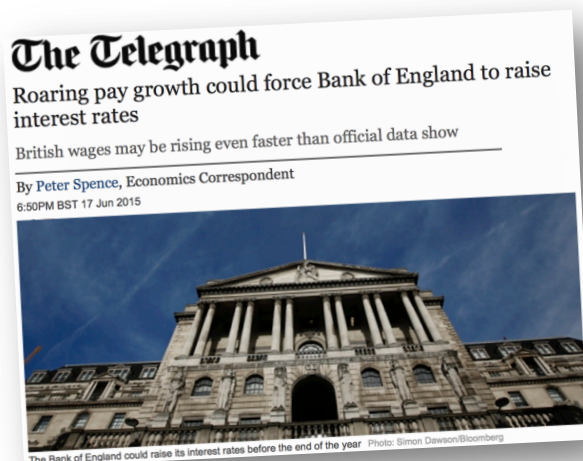 The Telegraph
Roaring pay growth could force Bank of England to raise
interest rates
British wages may be rising even faster than official data show
By Peter Spence, Economics Correspondent
6:50PM BST 17 Jun 2015
The Bank of England could raise its interest rates before the end of the year Photo: Simon Dawson/Bloomberg